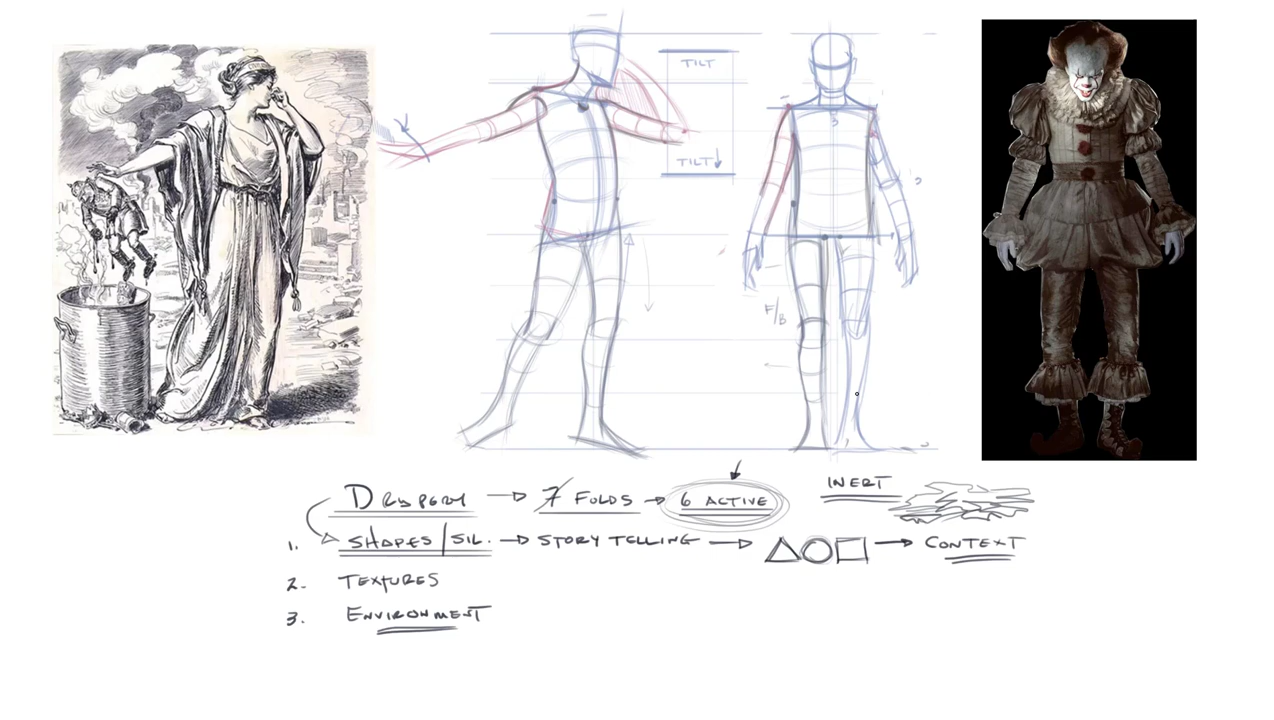 TILT
TILT
F/B
Drapery → 7 FOLDS → 6 ACTIVE
INERT
1. SHAPES/SIL. → STORY TELLING → CONTEXT
2. TEXTURES
3. ENVIRONMENT